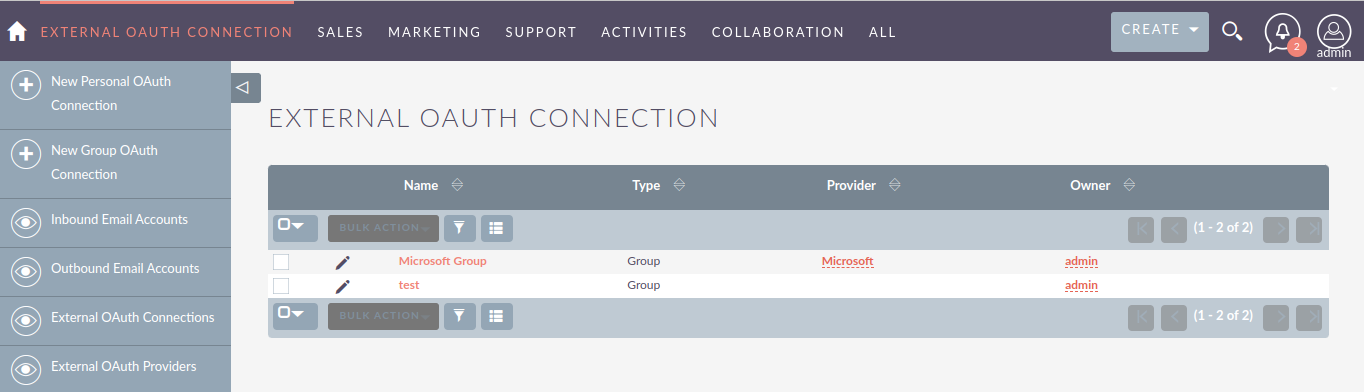 EXTERNAL OAUTH CONNECTION SALES MARKETING SUPPORT ACTIVITIES COLLABORATION ALL CREATE 2 admin
New Personal OAuth
Connection
New Group OAuth
Connection
Inbound Email Accounts
Outbound Email Accounts
External OAuth Connections
External OAuth Providers
EXTERNAL OAUTH CONNECTION
Name Type Provider Owner
BULK ACTION (1 - 2 of 2)
Microsoft Group Group Microsoft admin
test Group admin
BULK ACTION (1 - 2 of 2)